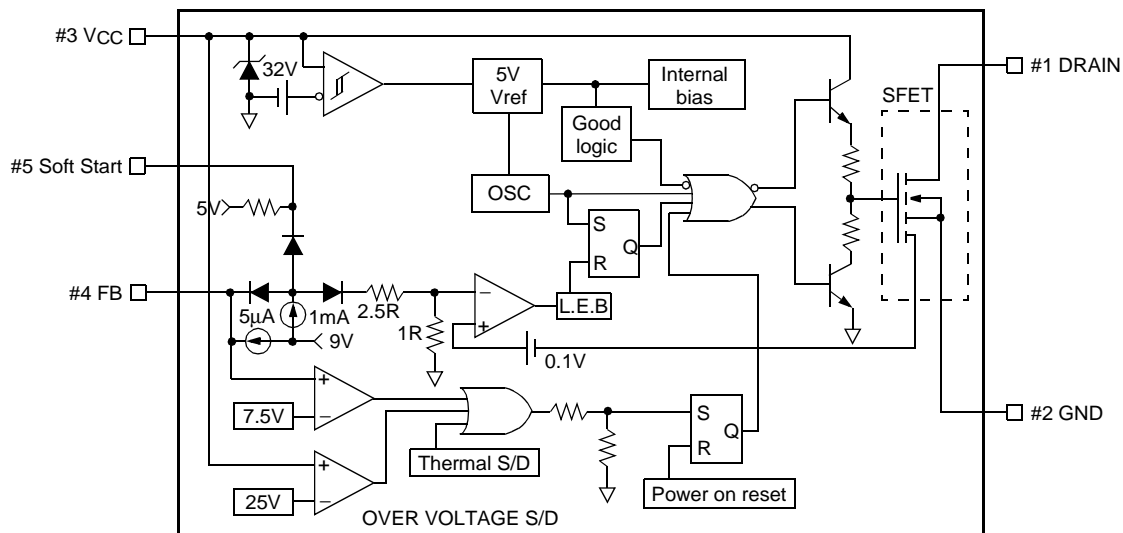 #3 VCC
32V
5V
Vref
Internal
bias
#1 DRAIN
SFET
Good
logic
#5 Soft Start
5V
OSC
S
R
Q
#4 FB
5μA
1mA
9V
2.5R
1R
−
+
L.E.B
0.1V
+
−
7.5V
Thermal S/D
S
R
Q
#2 GND
+
−
25V
Power on reset
OVER VOLTAGE S/D